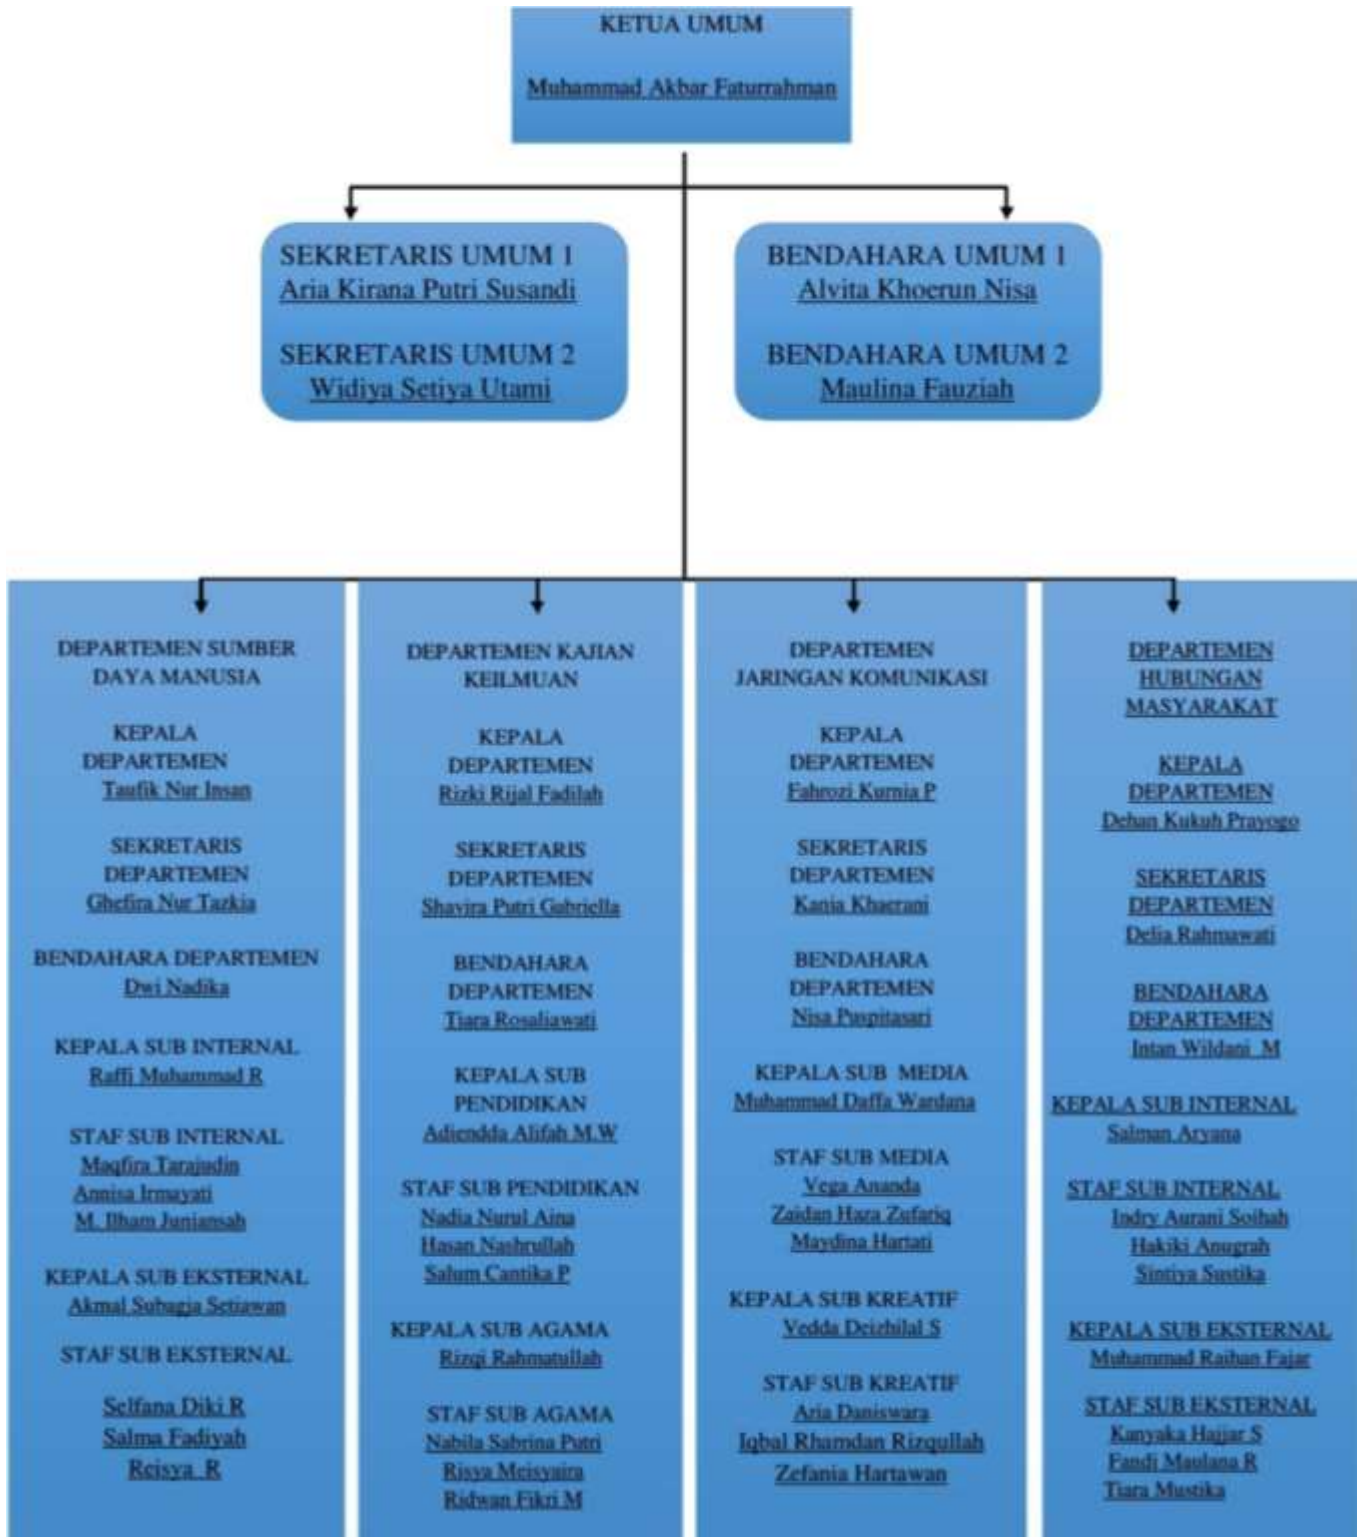 KETUA UMUM
Muhammad Akbar Faturrahman
SEKRETARIS UMUM 1
Aria Kirana Putri Susandi
SEKRETARIS UMUM 2
Widiya Setiya Utami
BENDAHARA UMUM 1
Alvita Khoerun Nisa
BENDAHARA UMUM 2
Maulina Fauziah
DEPARTEMEN SUMBER
DAYA MANUSIA
KEPALA
DEPARTEMEN
Taufik Nur Insan
SEKRETARIS
DEPARTEMEN
Ghefira Nur Tazkia
BENDAHARA DEPARTEMEN
Dwi Nadika
KEPALA SUB INTERNAL
Raffi Muhammad R
STAF SUB INTERNAL
Maqfira Tarajudin
Annisa Irmayati
M. Ilham Juniansah
KEPALA SUB EKSTERNAL
Akmal Subagja Setiawan
STAF SUB EKSTERNAL
Selfana Diki R
Salma Fadiyah
Reisya R
DEPARTEMEN KAJIAN
KEILMUAN
KEPALA
DEPARTEMEN
Rizki Rijal Fadilah
SEKRETARIS
DEPARTEMEN
Shavira Putri Gabriella
BENDAHARA
DEPARTEMEN
Tiara Rosaliawati
KEPALA SUB
PENDIDIKAN
Adiendda Alifah M.W
STAF SUB PENDIDIKAN
Nadia Nurul Aina
Hasan Nashrullah
Salum Cantika P
KEPALA SUB AGAMA
Rizqi Rahmatullah
STAF SUB AGAMA
Nabila Sabrina Putri
Risya Meisyaira
Ridwan Fikri M
DEPARTEMEN
JARINGAN KOMUNIKASI
KEPALA
DEPARTEMEN
Fahrozi Kurnia P
SEKRETARIS
DEPARTEMEN
Kania Khaerani
BENDAHARA
DEPARTEMEN
Nisa Puspitasari
KEPALA SUB MEDIA
Muhammad Daffa Wardana
STAF SUB MEDIA
Vega Ananda
Zaidan Haza Zufariq
Maydina Hartati
KEPALA SUB KREATIF
Vedda Deizhilal S
STAF SUB KREATIF
Aria Daniswara
Iqbal Rhamdan Rizqullah
Zefania Hartawan
DEPARTEMEN
HUBUNGAN
MASYARAKAT
KEPALA
DEPARTEMEN
Dehan Kukuh Prayogo
SEKRETARIS
DEPARTEMEN
Delia Rahmawati
BENDAHARA
DEPARTEMEN
Intan Wildani M
KEPALA SUB INTERNAL
Salman Aryana
STAF SUB INTERNAL
Indry Aurani Soihah
Hakiki Anugrah
Sintiya Sustika
KEPALA SUB EKSTERNAL
Muhammad Raihan Fajar
STAF SUB EKSTERNAL
Kanyaka Hajjar S
Fandi Maulana R
Tiara Mustika